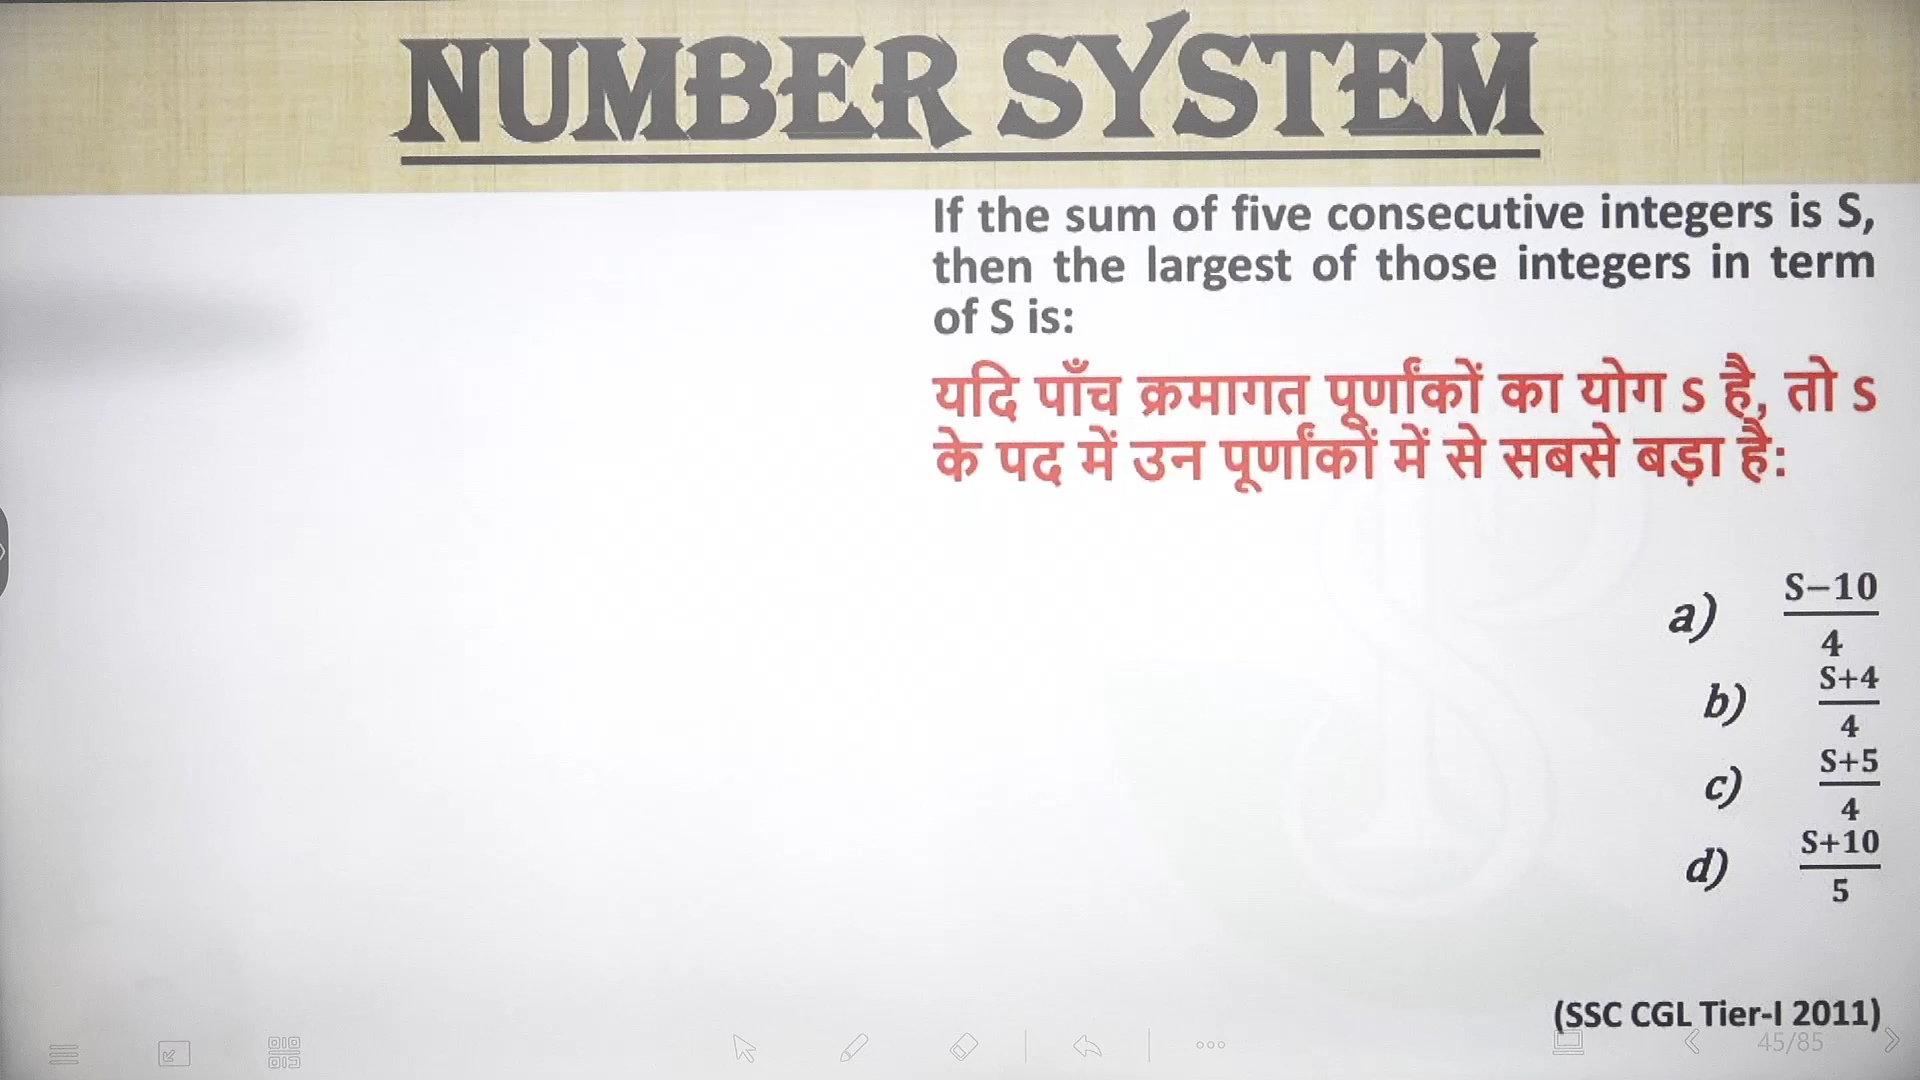 NUMBER SYSTEM
If the sum of five consecutive integers is S,
then the largest of those integers in term
of S is:
यदि पाँच क्रमागत पूर्णांकों का योग S है, तो S
के पद में उन पूर्णांकों में से सबसे बड़ा है:
a) S−10/4
b) S+4/4
c) S+5/4
d) S+10/5
(SSC CGL Tier-I 2011)
45/85